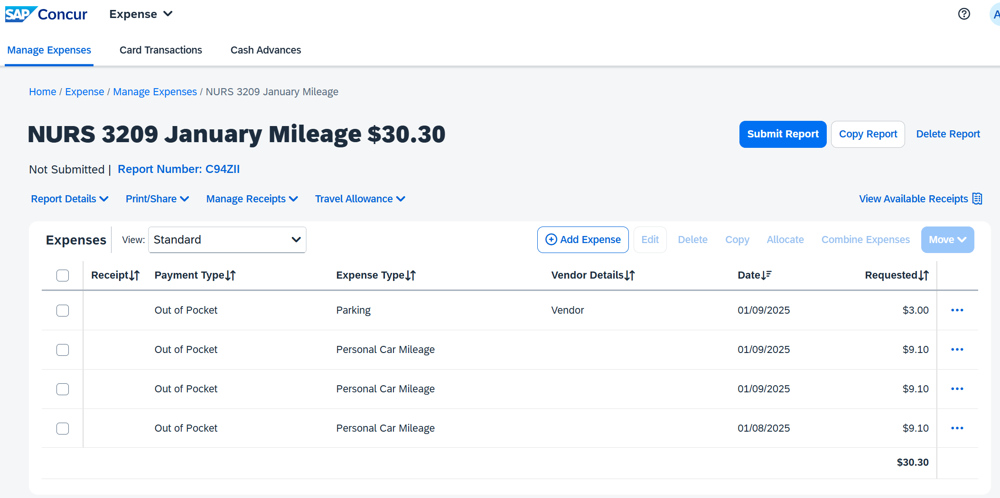 SAP Concur Expense
Manage Expenses Card Transactions Cash Advances
Home / Expense / Manage Expenses / NURS 3209 January Mileage
NURS 3209 January Mileage $30.30
Submit Report Copy Report Delete Report
Not Submitted | Report Number: C94ZII
Report Details Print/Share Manage Receipts Travel Allowance View Available Receipts
Expenses View: Standard Add Expense Edit Delete Copy Allocate Combine Expenses Move
Receipt Payment Type Expense Type Vendor Details Date Requested
Out of Pocket Parking Vendor 01/09/2025 $3.00
Out of Pocket Personal Car Mileage 01/09/2025 $9.10
Out of Pocket Personal Car Mileage 01/09/2025 $9.10
Out of Pocket Personal Car Mileage 01/08/2025 $9.10
$30.30